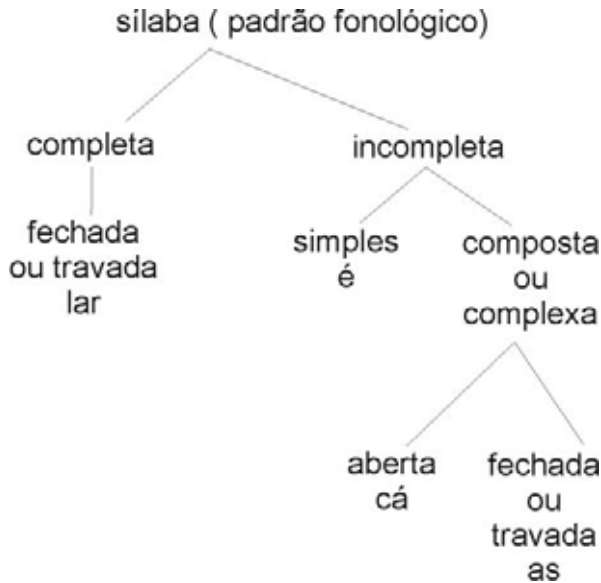 sílaba ( padrão fonológico)
completa
incompleta
fechada
ou travada
lar
simples
é
composta
ou
complexa
aberta
cá
fechada
ou
travada
as